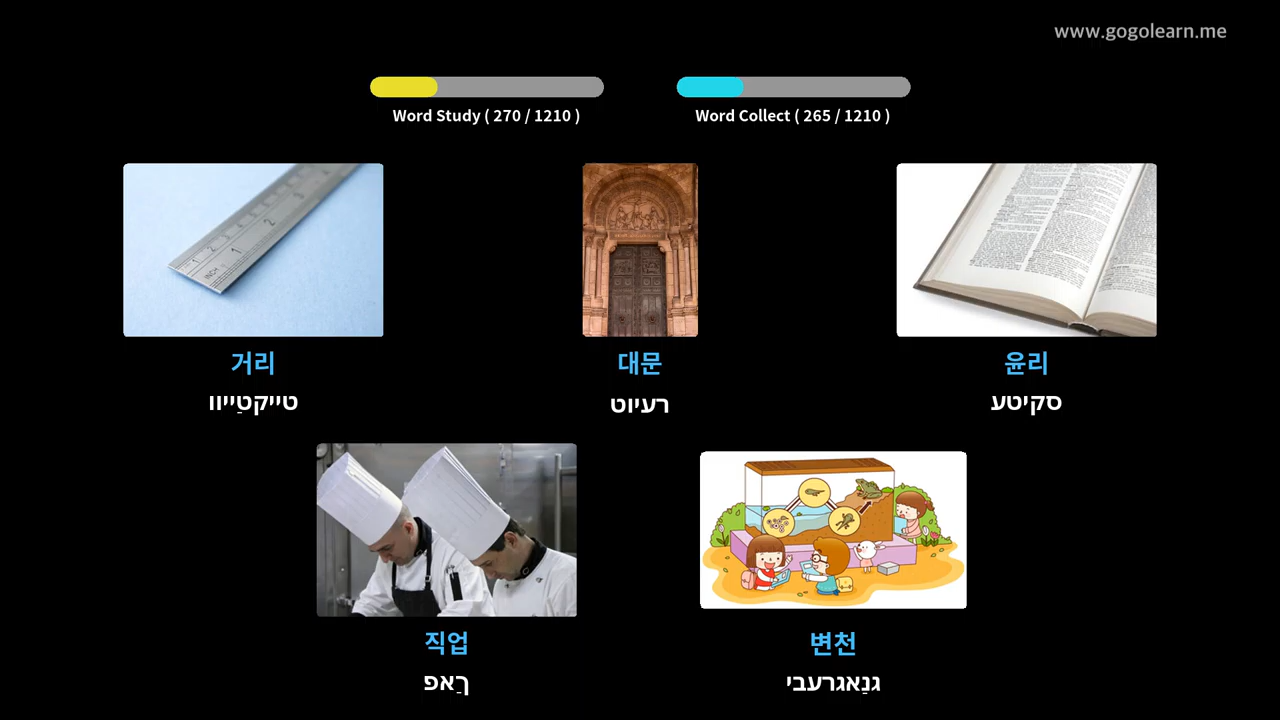 www.gogolearn.me
Word Study ( 270 / 1210 )
Word Collect ( 265 / 1210 )
거리
טייקטַייוו
대문
רעיוט
윤리
סקיטע
직업
ךַאפ
변천
גנַאגרעבי